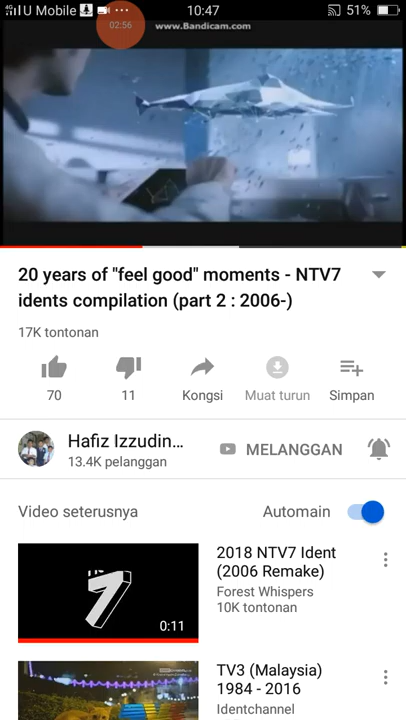 4G U Mobile 10:47 51%
02:56
www.Bandicam.com
20 years of "feel good" moments - NTV7
idents compilation (part 2 : 2006-)
17K tontonan
70 11 Kongsi Muat turun Simpan
Hafiz Izzudin...
13.4K pelanggan
MELANGGAN
Video seterusnya Automain
7
0:11
2018 NTV7 Ident
(2006 Remake)
Forest Whispers
10K tontonan
TV3 (Malaysia)
1984 - 2016
Identchannel